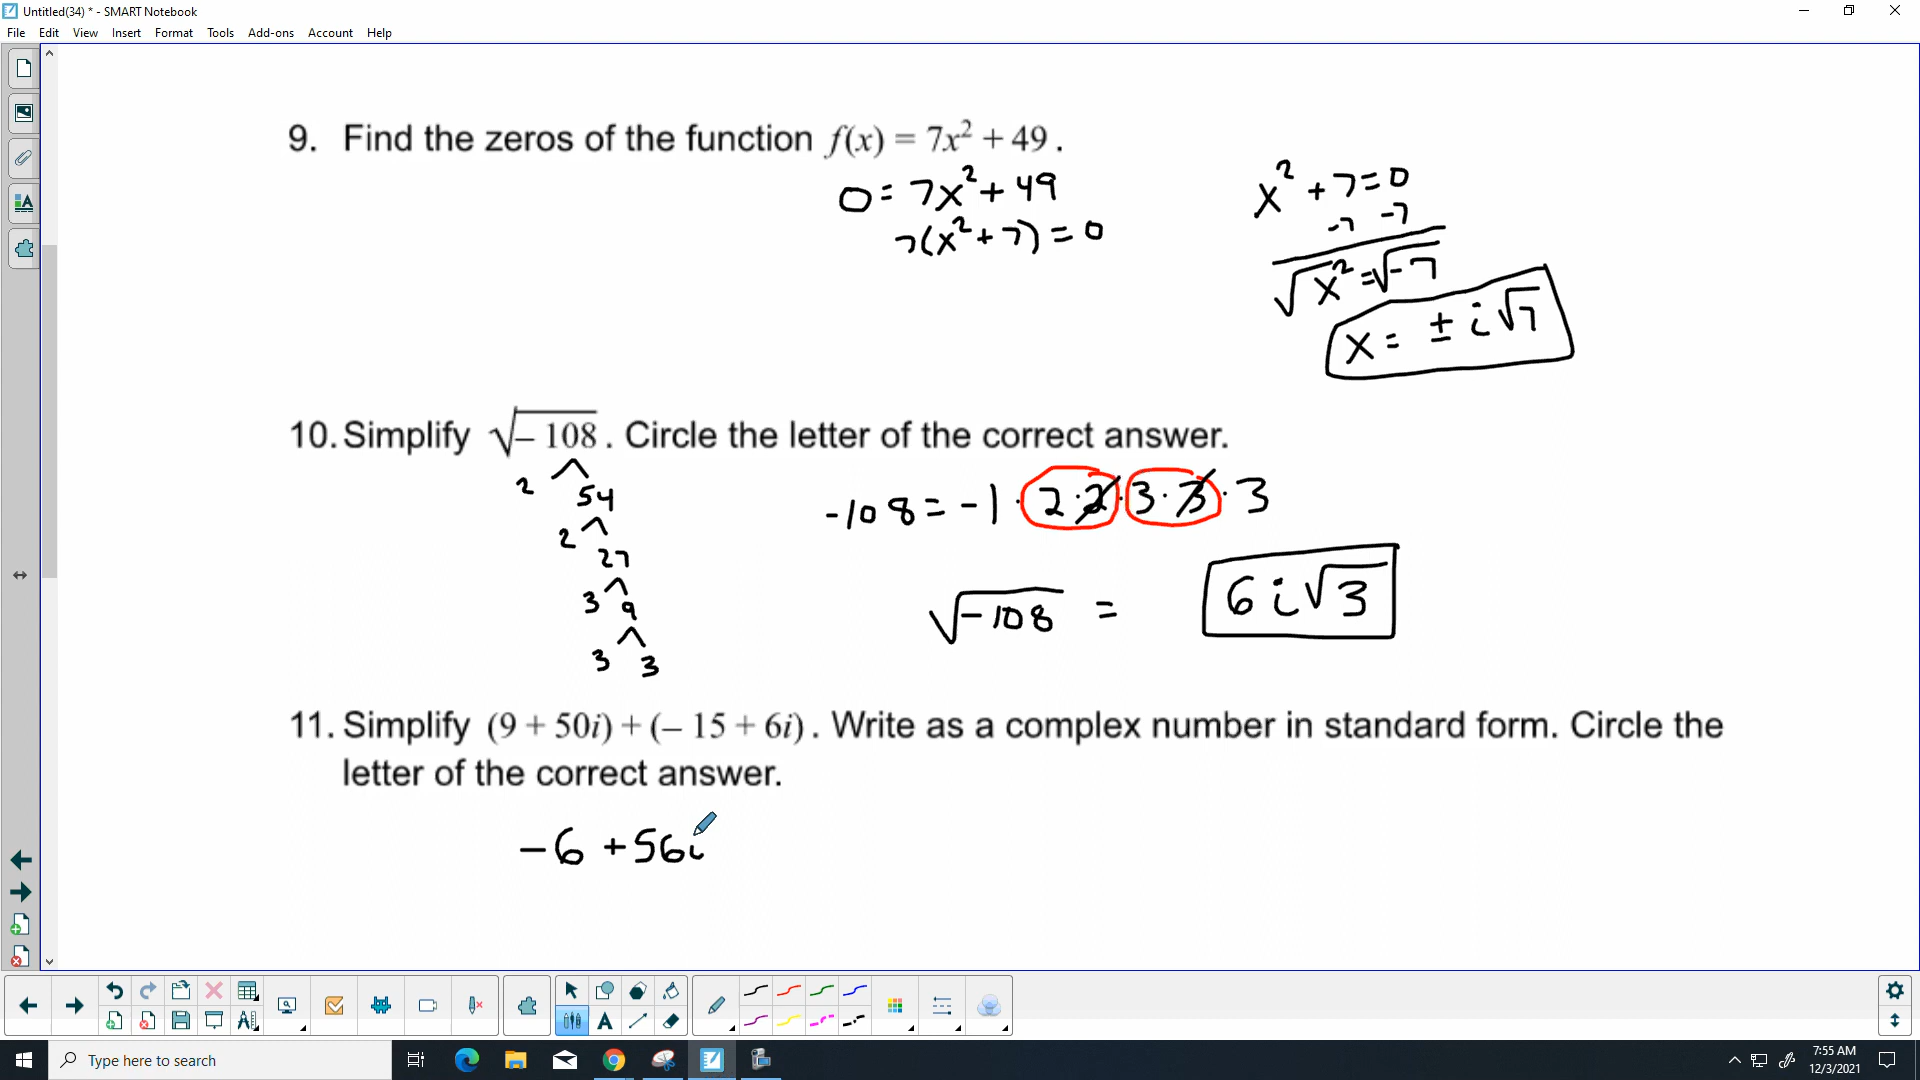 Untitled(34) * - SMART Notebook
File Edit View Insert Format Tools Add-ons Account Help
9. Find the zeros of the function f(x) = 7x² + 49 .
0 = 7x² + 49
7(x² + 7) = 0
x² + 7 = 0
-7 -7
√x² = √-7
x = ± i√7
10. Simplify √– 108 . Circle the letter of the correct answer.
2 54
2 27
3 9
3 3
-108 = -1 · 2 · 2 · 3 · 3 · 3
√-108 = 6i√3
11. Simplify (9 + 50i) + (– 15 + 6i) . Write as a complex number in standard form. Circle the
letter of the correct answer.
-6 + 56i
Type here to search
7:55 AM
12/3/2021